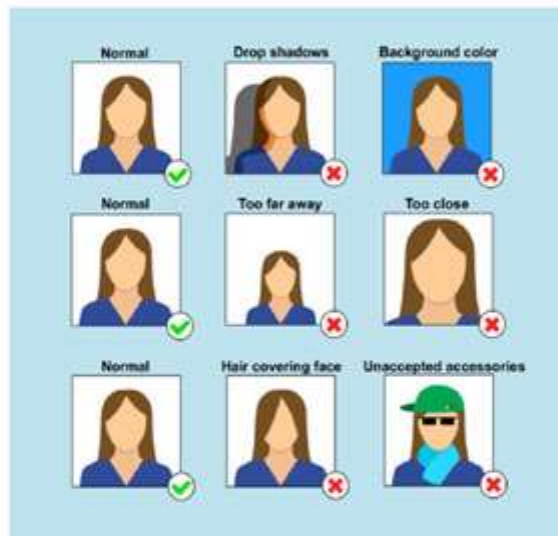 Normal
Drop shadows
Background color
Normal
Too far away
Too close
Normal
Hair covering face
Unaccepted accessories